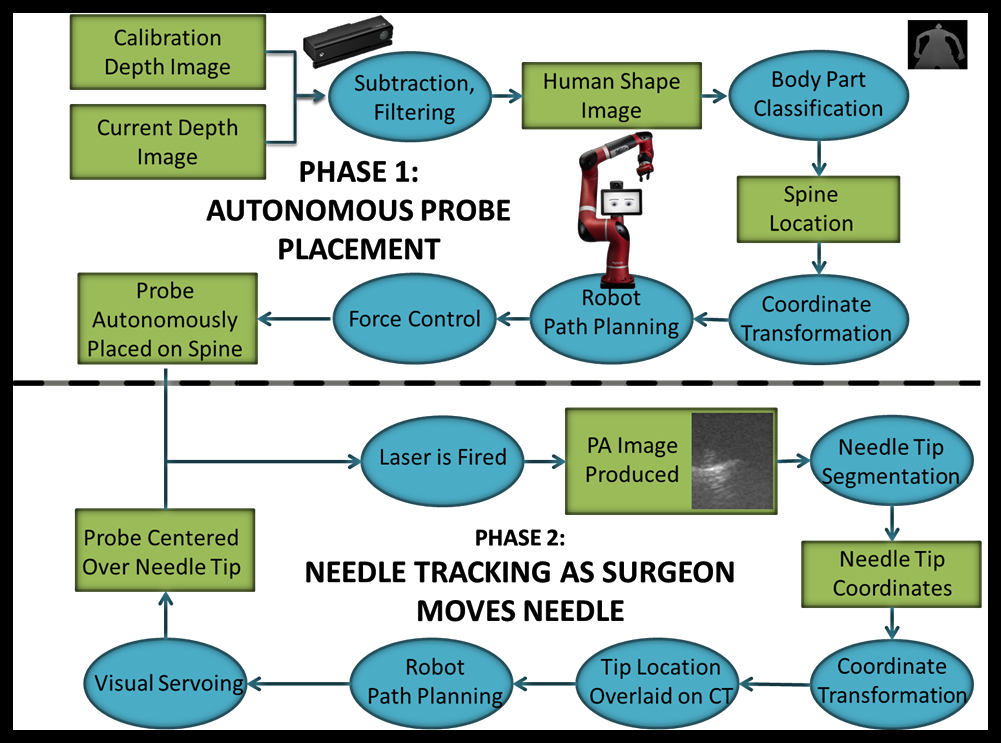 Calibration
Depth Image
Current Depth
Image
Subtraction,
Filtering
Human Shape
Image
Body Part
Classification
PHASE 1:
AUTONOMOUS PROBE
PLACEMENT
Spine
Location
Coordinate
Transformation
Robot
Path Planning
Force Control
Probe
Autonomously
Placed on Spine
Laser is Fired
PA Image
Produced
Needle Tip
Segmentation
PHASE 2:
NEEDLE TRACKING AS SURGEON
MOVES NEEDLE
Needle Tip
Coordinates
Coordinate
Transformation
Tip Location
Overlaid on CT
Robot
Path Planning
Visual Servoing
Probe Centered
Over Needle Tip